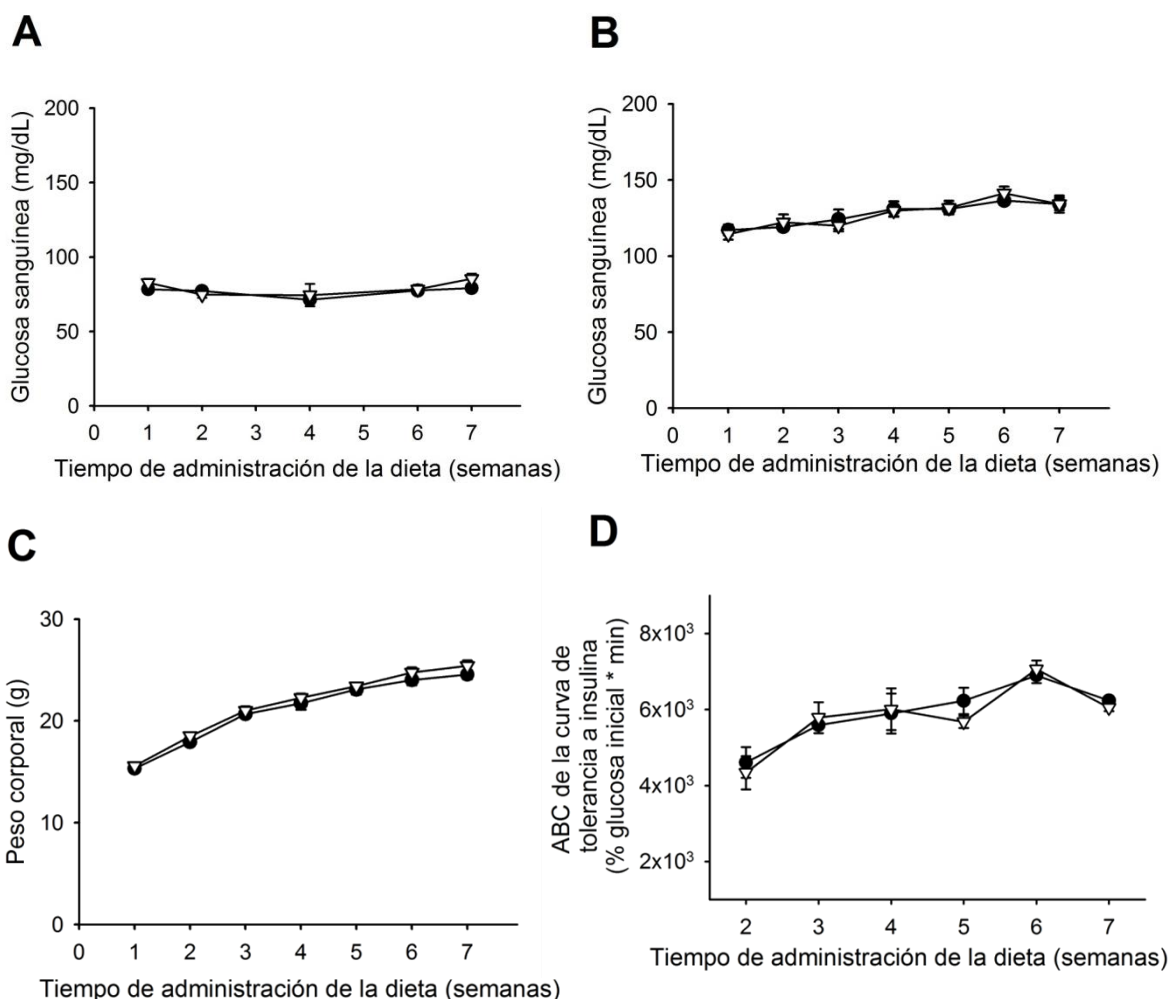 A
Glucosa sanguínea (mg/dL)
200
150
100
50
0
0 1 2 3 4 5 6 7
Tiempo de administración de la dieta (semanas)
B
Glucosa sanguínea (mg/dL)
200
150
100
50
0
0 1 2 3 4 5 6 7
Tiempo de administración de la dieta (semanas)
C
Peso corporal (g)
30
20
10
0
0 1 2 3 4 5 6 7
Tiempo de administración de la dieta (semanas)
D
ABC de la curva de
tolerancia a insulina
(% glucosa inicial * min)
8x10³
6x10³
4x10³
2x10³
2 3 4 5 6 7
Tiempo de administración de la dieta (semanas)